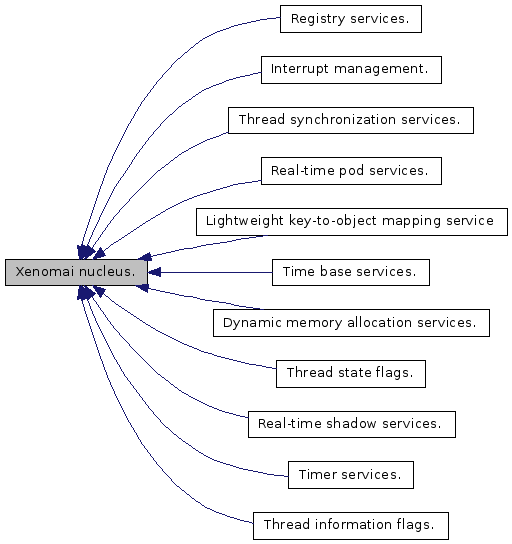 Registry services.
Interrupt management.
Thread synchronization services.
Real-time pod services.
Lightweight key-to-object mapping service
Xenomai nucleus.
Time base services.
Dynamic memory allocation services.
Thread state flags.
Real-time shadow services.
Timer services.
Thread information flags.